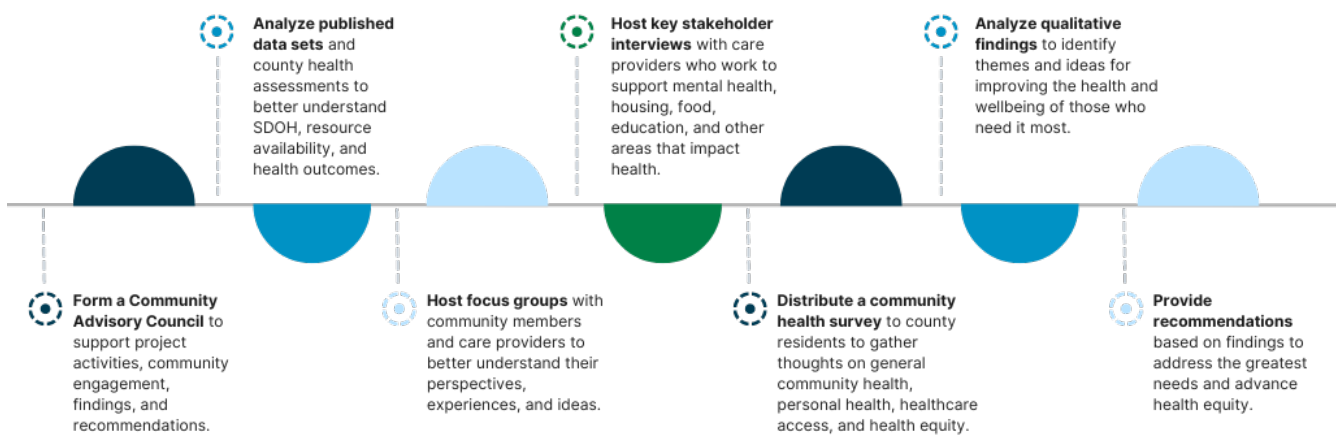 Form a Community
Advisory Council to
support project
activities, community
engagement,
findings, and
recommendations.
Analyze published
data sets and
county health
assessments to
better understand
SDOH, resource
availability, and
health outcomes.
Host focus groups with
community members
and care providers to
better understand their
perspectives,
experiences, and ideas.
Host key stakeholder
interviews with care
providers who work to
support mental health,
housing, food,
education, and other
areas that impact
health.
Distribute a community
health survey to county
residents to gather
thoughts on general
community health,
personal health, healthcare
access, and health equity.
Analyze qualitative
findings to identify
themes and ideas for
improving the health and
wellbeing of those who
need it most.
Provide
recommendations
based on findings to
address the greatest
needs and advance
health equity.